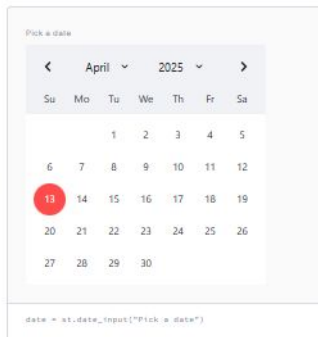 Pick a date
April 2025
Su Mo Tu We Th Fr Sa
1 2 3 4 5
6 7 8 9 10 11 12
13 14 15 16 17 18 19
20 21 22 23 24 25 26
27 28 29 30
date = st.date_input("Pick a date")